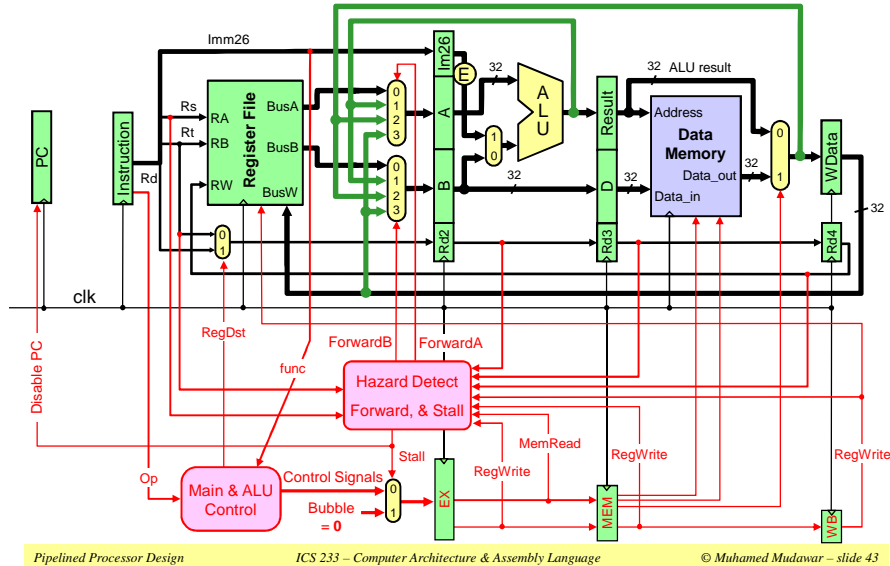 Imm26
Im26
E
32
32
ALU result
PC
Instruction
Rs
Rt
Rd
Register File
RA
RB
RW
BusA
BusB
BusW
0
1
2
3
0
1
2
3
A
B
1
0
A
L
U
32
Result
D
Address
Data
Memory
Data_out
Data_in
32
32
0
1
WData
32
0
1
Rd2
Rd3
Rd4
clk
RegDst
ForwardB
ForwardA
func
Disable PC
Hazard Detect
Forward, & Stall
Stall
RegWrite
MemRead
RegWrite
RegWrite
Op
Main & ALU
Control
Control Signals
Bubble
= 0
0
1
EX
MEM
WB
Pipelined Processor Design
ICS 233 – Computer Architecture & Assembly Language
© Muhamed Mudawar – slide 43